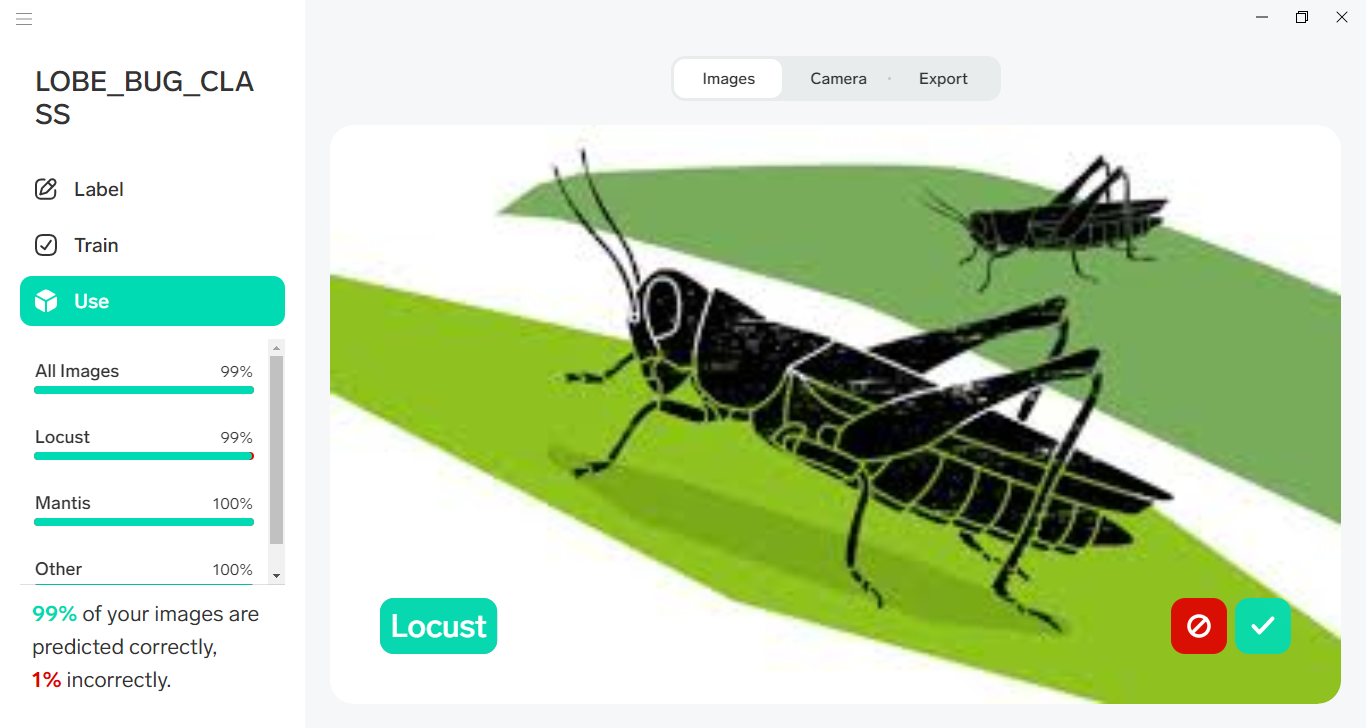 LOBE_BUG_CLA
SS
Images
Camera
Export
Label
Train
Use
All Images 99%
Locust 99%
Mantis 100%
Other 100%
99% of your images are
predicted correctly,
1% incorrectly.
Locust